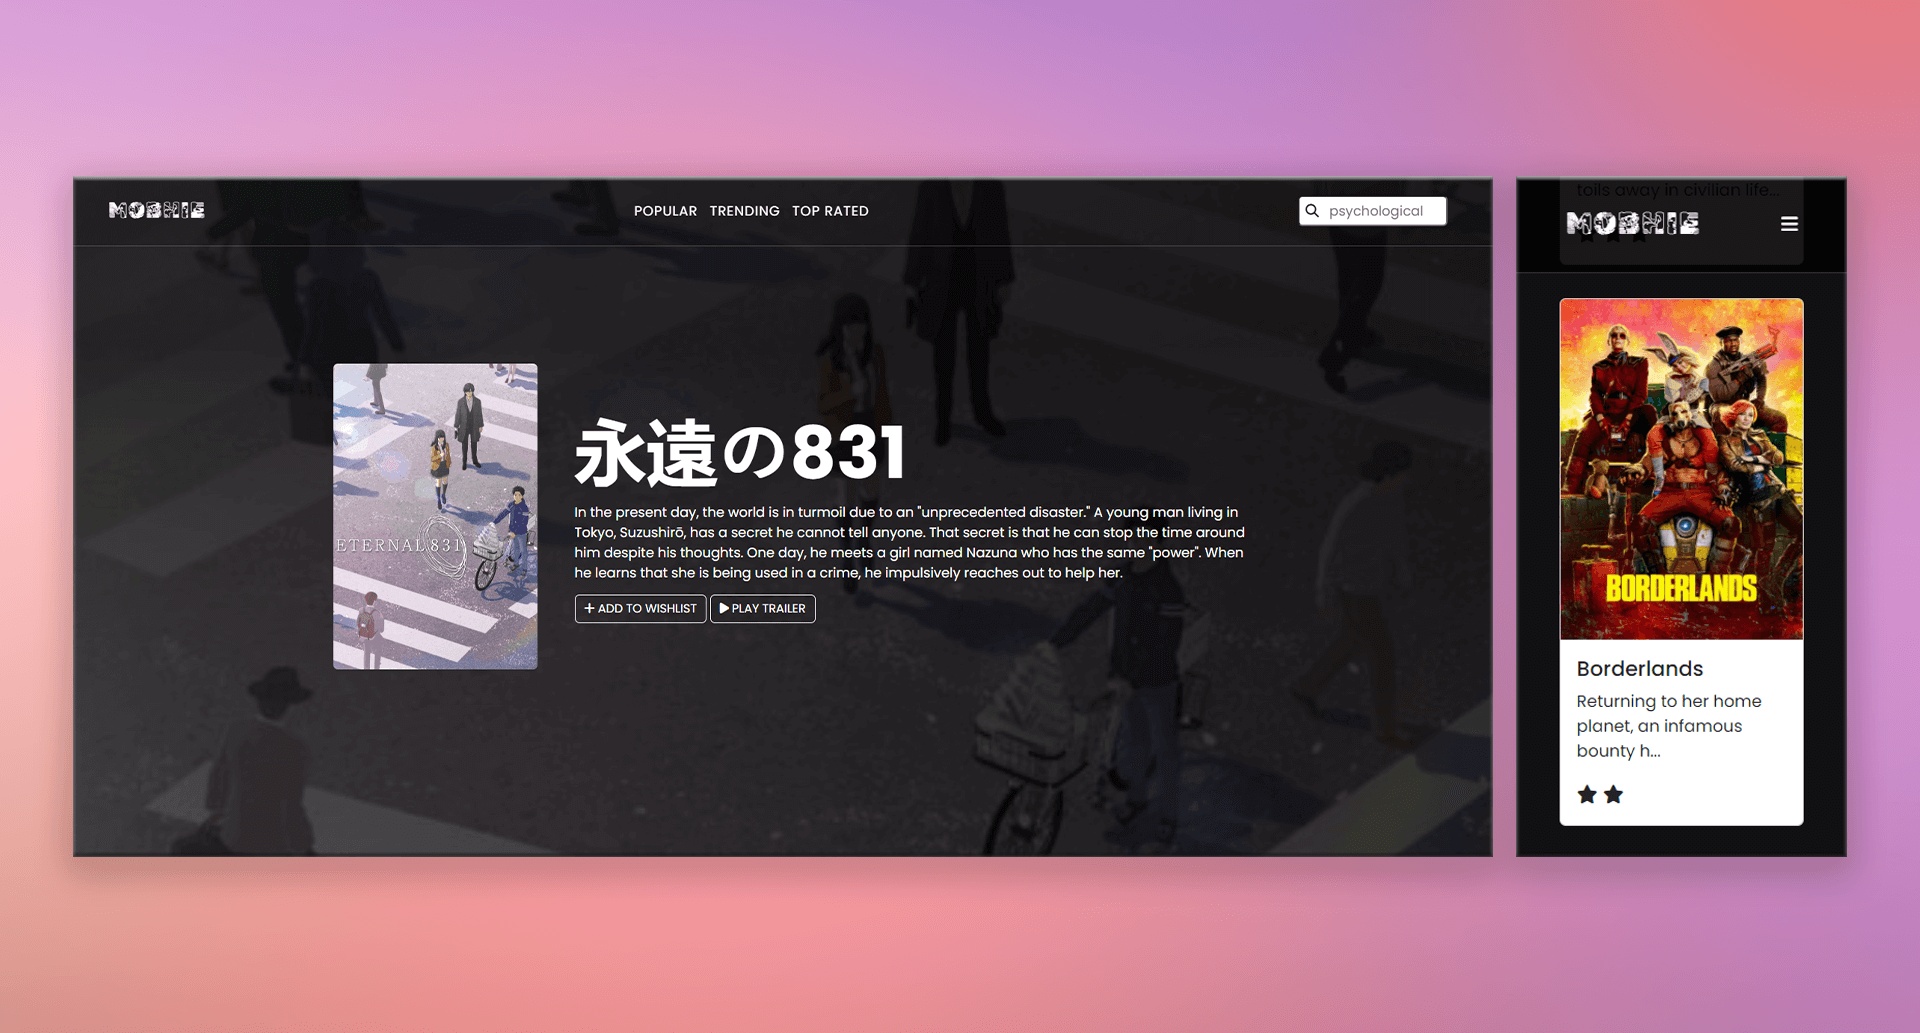 MOBHIE
POPULAR TRENDING TOP RATED
psychological
ETERNAL 831
永遠の831
In the present day, the world is in turmoil due to an "unprecedented disaster." A young man living in
Tokyo, Suzushirō, has a secret he cannot tell anyone. That secret is that he can stop the time around
him despite his thoughts. One day, he meets a girl named Nazuna who has the same "power". When
he learns that she is being used in a crime, he impulsively reaches out to help her.
ADD TO WISHLIST PLAY TRAILER
toils away in civilian life...
MOBHIE
BORDERLANDS
Borderlands
Returning to her home
planet, an infamous
bounty h...